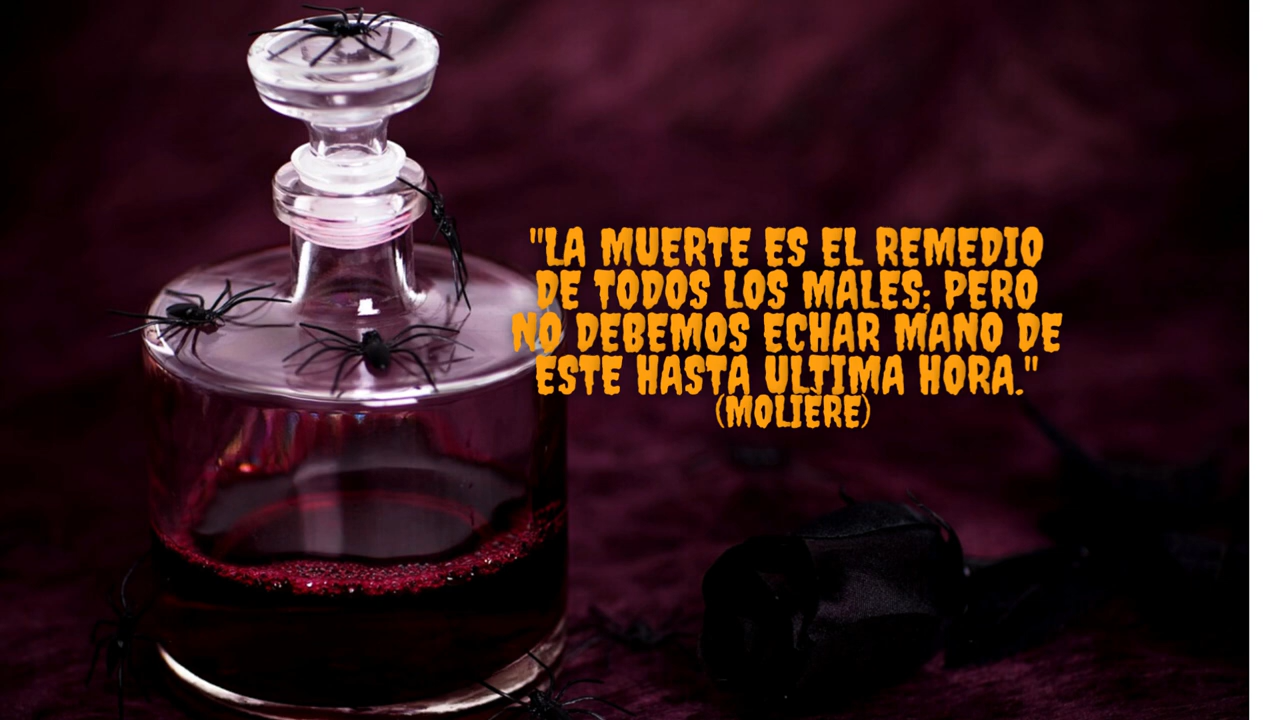 "LA MUERTE ES EL REMEDIO
DE TODOS LOS MALES; PERO
NO DEBEMOS ECHAR MANO DE
ESTE HASTA ULTIMA HORA."
(MOLIÈRE)